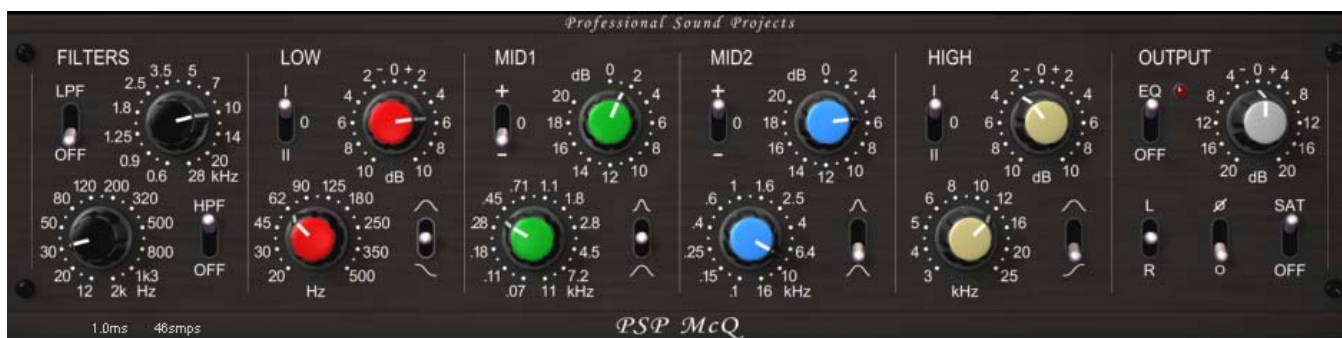 Professional Sound Projects
FILTERS
LPF
OFF
0.6
0.9
1.25
1.8
2.5
3.5
5
7
10
14
20
28 kHz
12
20
30
50
80
120
200
320
500
800
1k3
2k Hz
HPF
OFF
LOW
I
0
II
10
8
6
4
2 - 0 + 2
4
6
8
10
dB
20
30
45
62
90
125
180
250
350
500
Hz
MID1
+
0
-
dB 0
2
4
6
8
10
12
14
16
18
20
.07
.11
.18
.28
.45
.71
1.1
1.8
2.8
4.5
7.2
11 kHz
MID2
+
0
-
dB 0
2
4
6
8
10
12
14
16
18
20
.1
.15
.25
.4
.6
1
1.6
2.5
4
6.4
10
16 kHz
HIGH
I
0
II
10
8
6
4
2 - 0 + 2
4
6
8
10
dB
3
4
5
6
8
10
12
16
20
25
kHz
OUTPUT
EQ
OFF
20
16
12
8
4 - 0 + 4
8
12
16
20
dB
L
R
Ø
O
SAT
OFF
1.0ms 46smps
PSP McQ